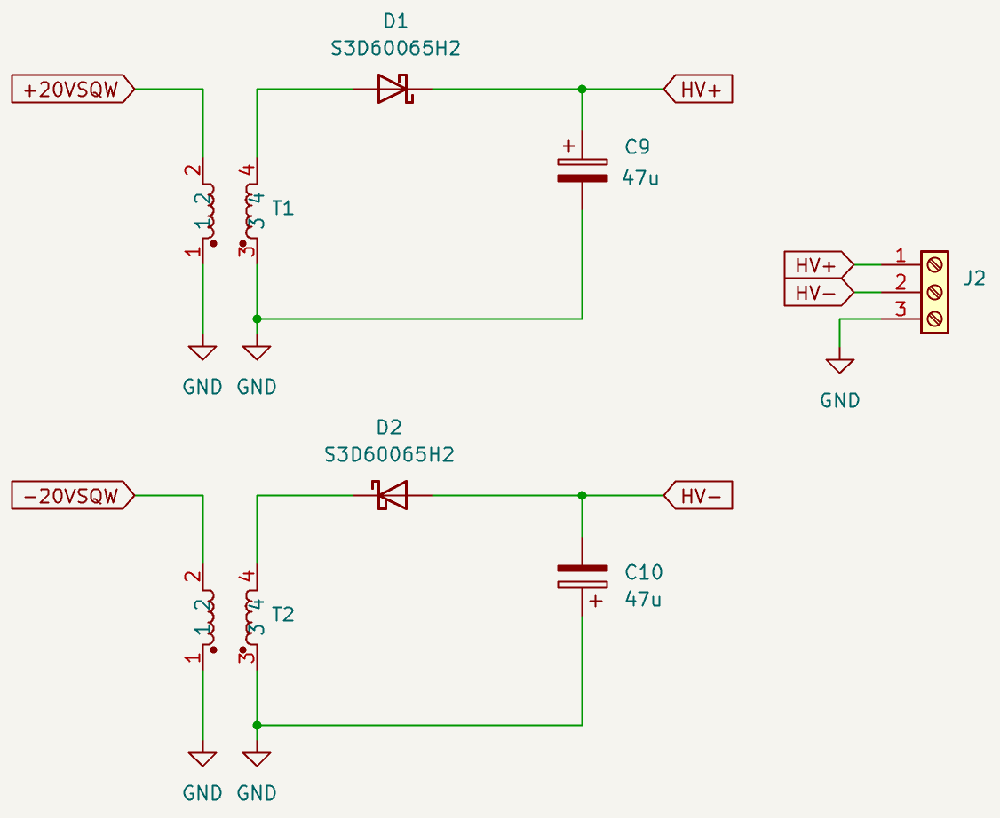 D1
S3D60065H2
+20VSQW
HV+
2
4
+
C9
47u
2
4
T1
1
3
1
3
HV+
1
J2
HV-
2
3
GND
GND
GND
D2
S3D60065H2
-20VSQW
HV-
2
4
C10
47u
+
2
4
T2
1
3
1
3
GND
GND